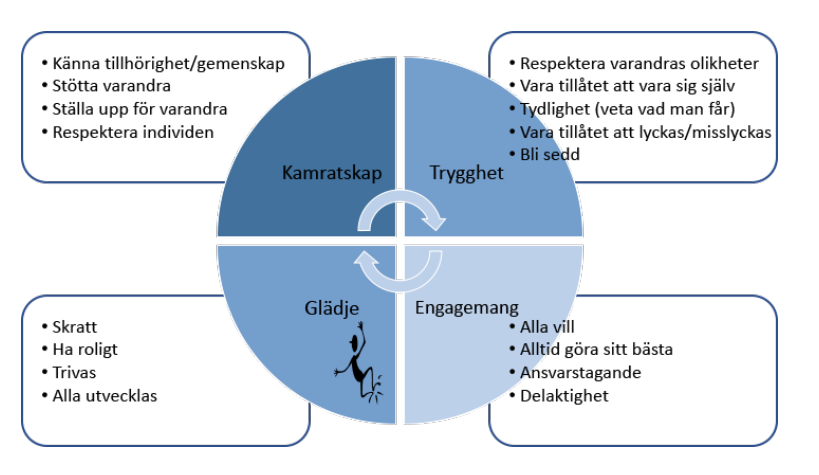 • Känna tillhörighet/gemenskap
• Stötta varandra
• Ställa upp för varandra
• Respektera individen
• Respektera varandras olikheter
• Vara tillåtet att vara sig själv
• Tydlighet (veta vad man får)
• Vara tillåtet att lyckas/misslyckas
• Bli sedd
Kamratskap
Trygghet
Glädje
Engagemang
• Skratt
• Ha roligt
• Trivas
• Alla utvecklas
• Alla vill
• Alltid göra sitt bästa
• Ansvarstagande
• Delaktighet